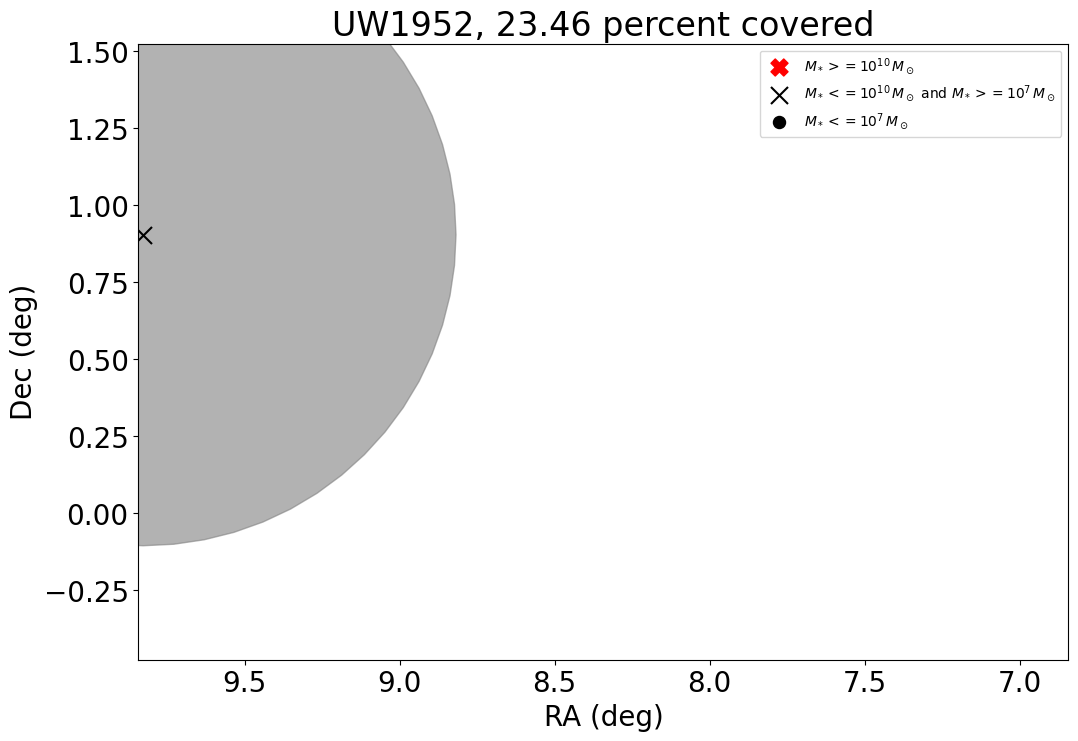 UW1952, 23.46 percent covered
M* >= 10^10 M⊙
M* <= 10^10 M⊙ and M* >= 10^7 M⊙
M* <= 10^7 M⊙
1.50
1.25
1.00
0.75
0.50
0.25
0.00
−0.25
Dec (deg)
9.5 9.0 8.5 8.0 7.5 7.0
RA (deg)